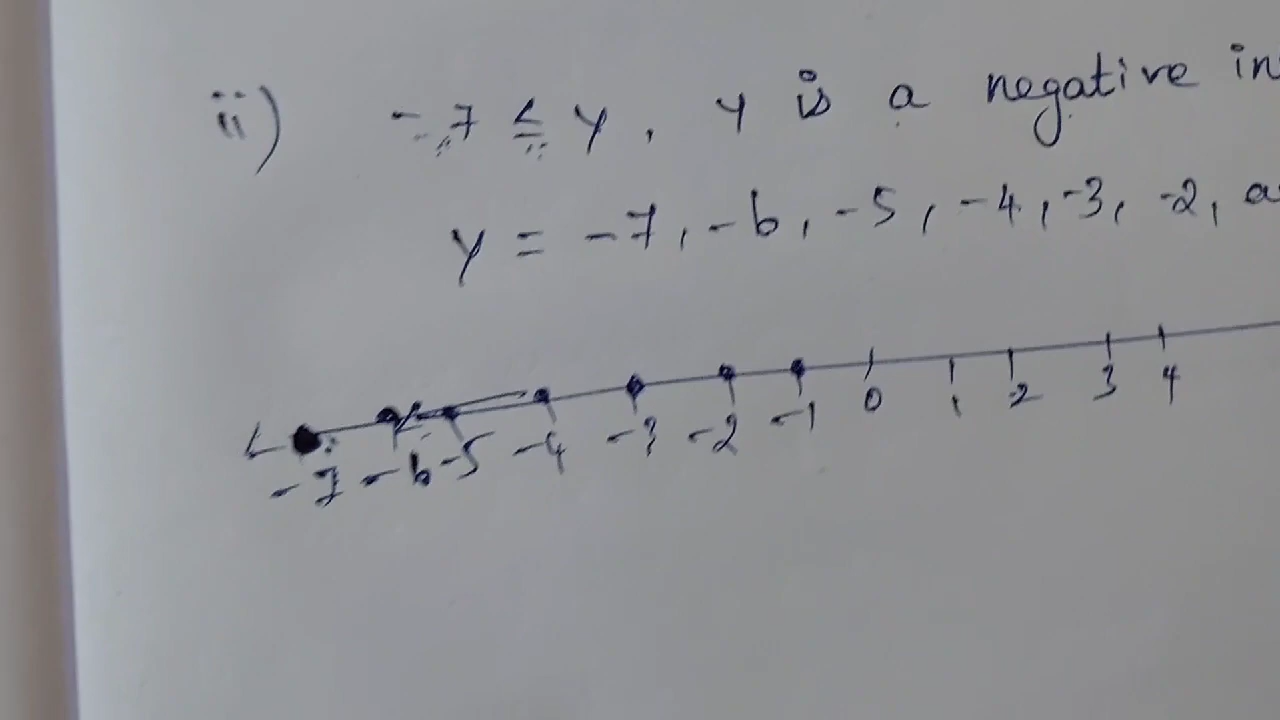 ii) -7 ≤ y, y is a negative in
y = -7, -6, -5, -4, -3, -2, a
0 1 2 3 4
-7 -6 -5 -4 -3 -2 -1